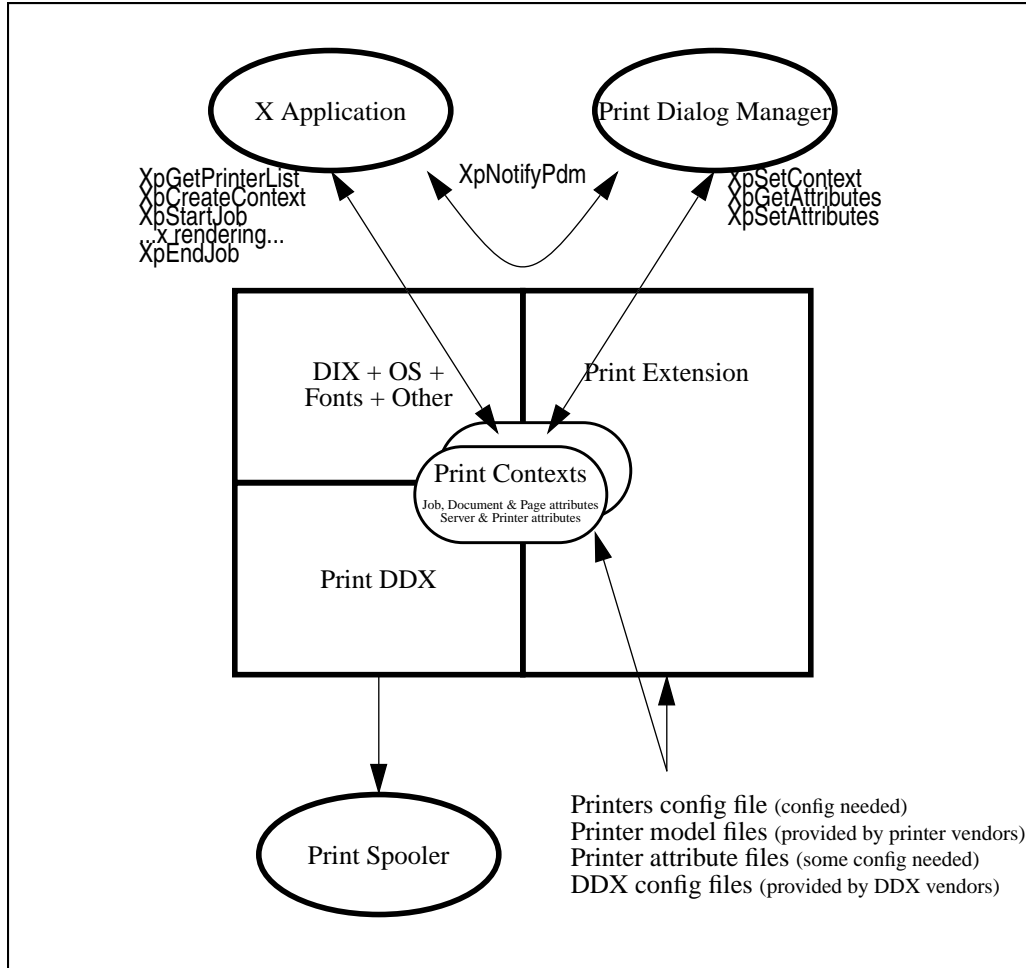 X Application
Print Dialog Manager
XpGetPrinterList
XpCreateContext
XpStartJob
...x rendering...
XpEndJob
XpNotifyPdm
XpSetContext
XpGetAttributes
XpSetAttributes
DIX + OS +
Fonts + Other
Print Extension
Print Contexts
Job, Document & Page attributes
Server & Printer attributes
Print DDX
Print Spooler
Printers config file (config needed)
Printer model files (provided by printer vendors)
Printer attribute files (some config needed)
DDX config files (provided by DDX vendors)